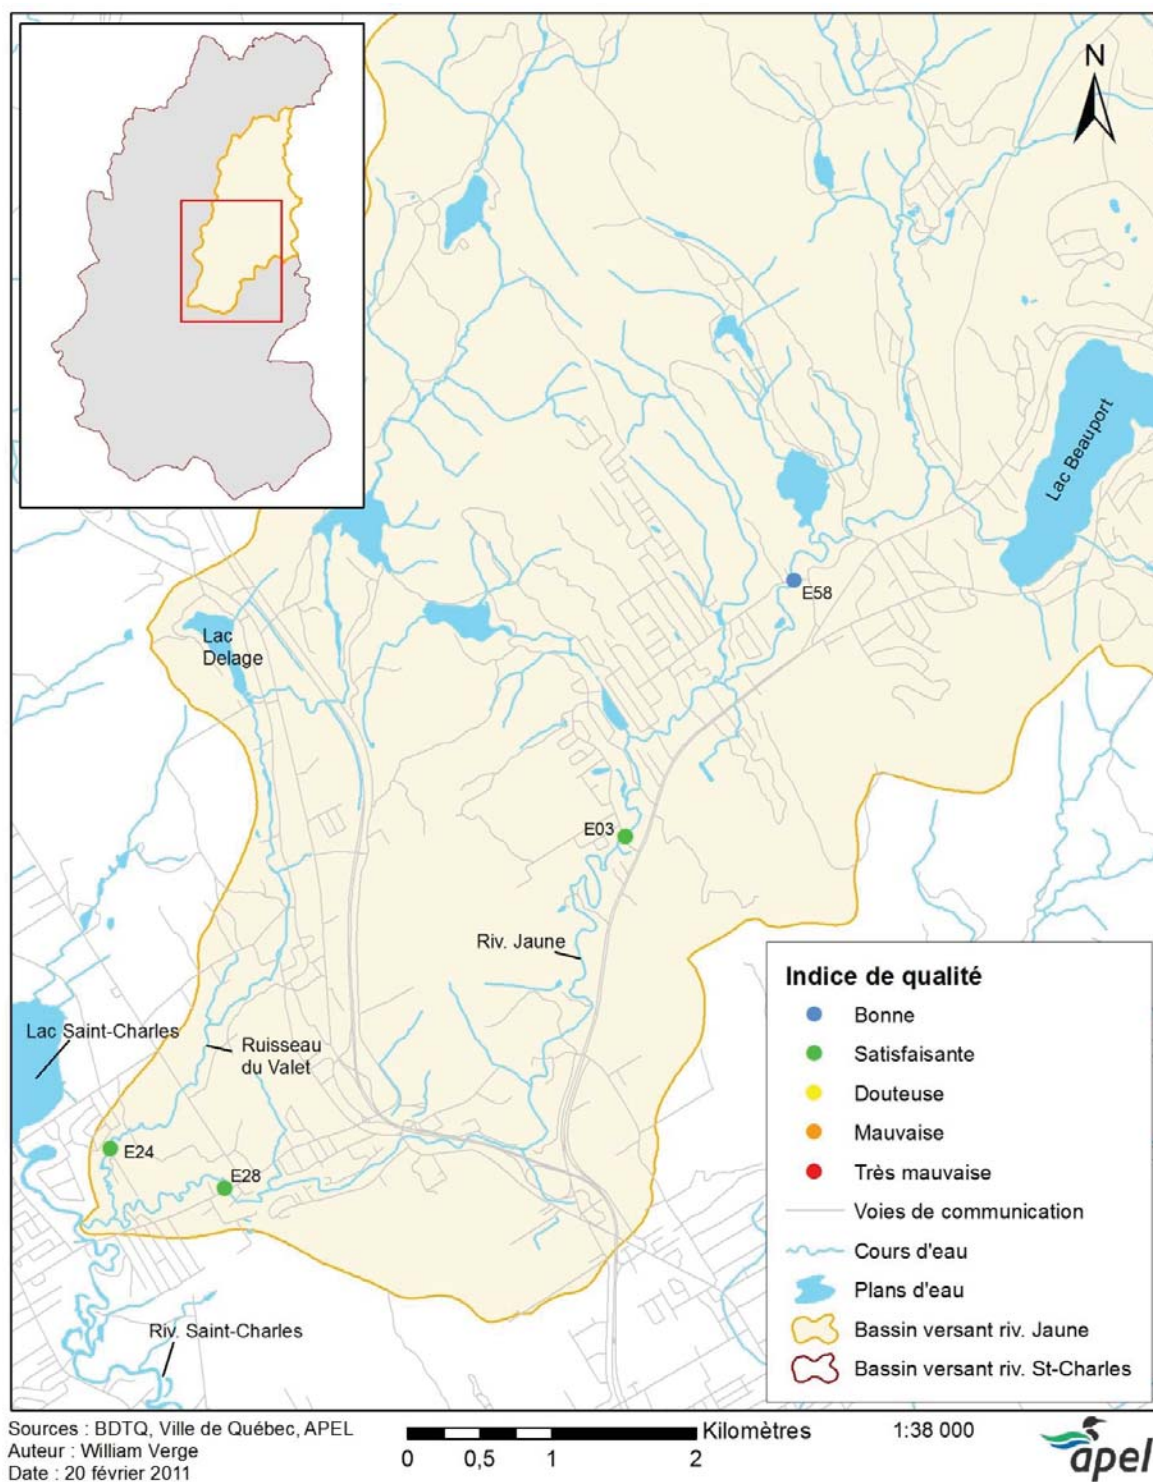 N
Lac Beauport
E58
Lac
Delage
E03
Riv. Jaune
Lac Saint-Charles
Ruisseau
du Valet
E24
E28
Riv. Saint-Charles
Indice de qualité
Bonne
Satisfaisante
Douteuse
Mauvaise
Très mauvaise
Voies de communication
Cours d'eau
Plans d'eau
Bassin versant riv. Jaune
Bassin versant riv. St-Charles
Sources : BDTQ, Ville de Québec, APEL
Auteur : William Verge
Date : 20 février 2011
Kilomètres
0 0,5 1 2
1:38 000
apel